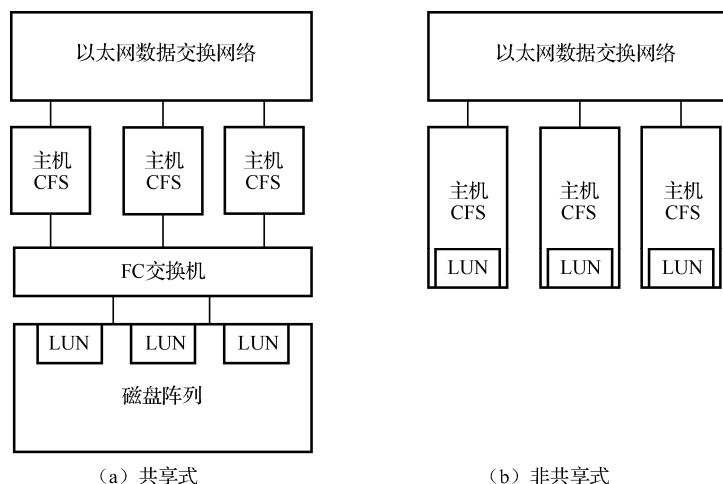 以太网数据交换网络
主机
CFS
主机
CFS
主机
CFS
FC交换机
LUN
LUN
LUN
磁盘阵列
（a）共享式
以太网数据交换网络
主机
CFS
主机
CFS
主机
CFS
LUN
LUN
LUN
（b）非共享式